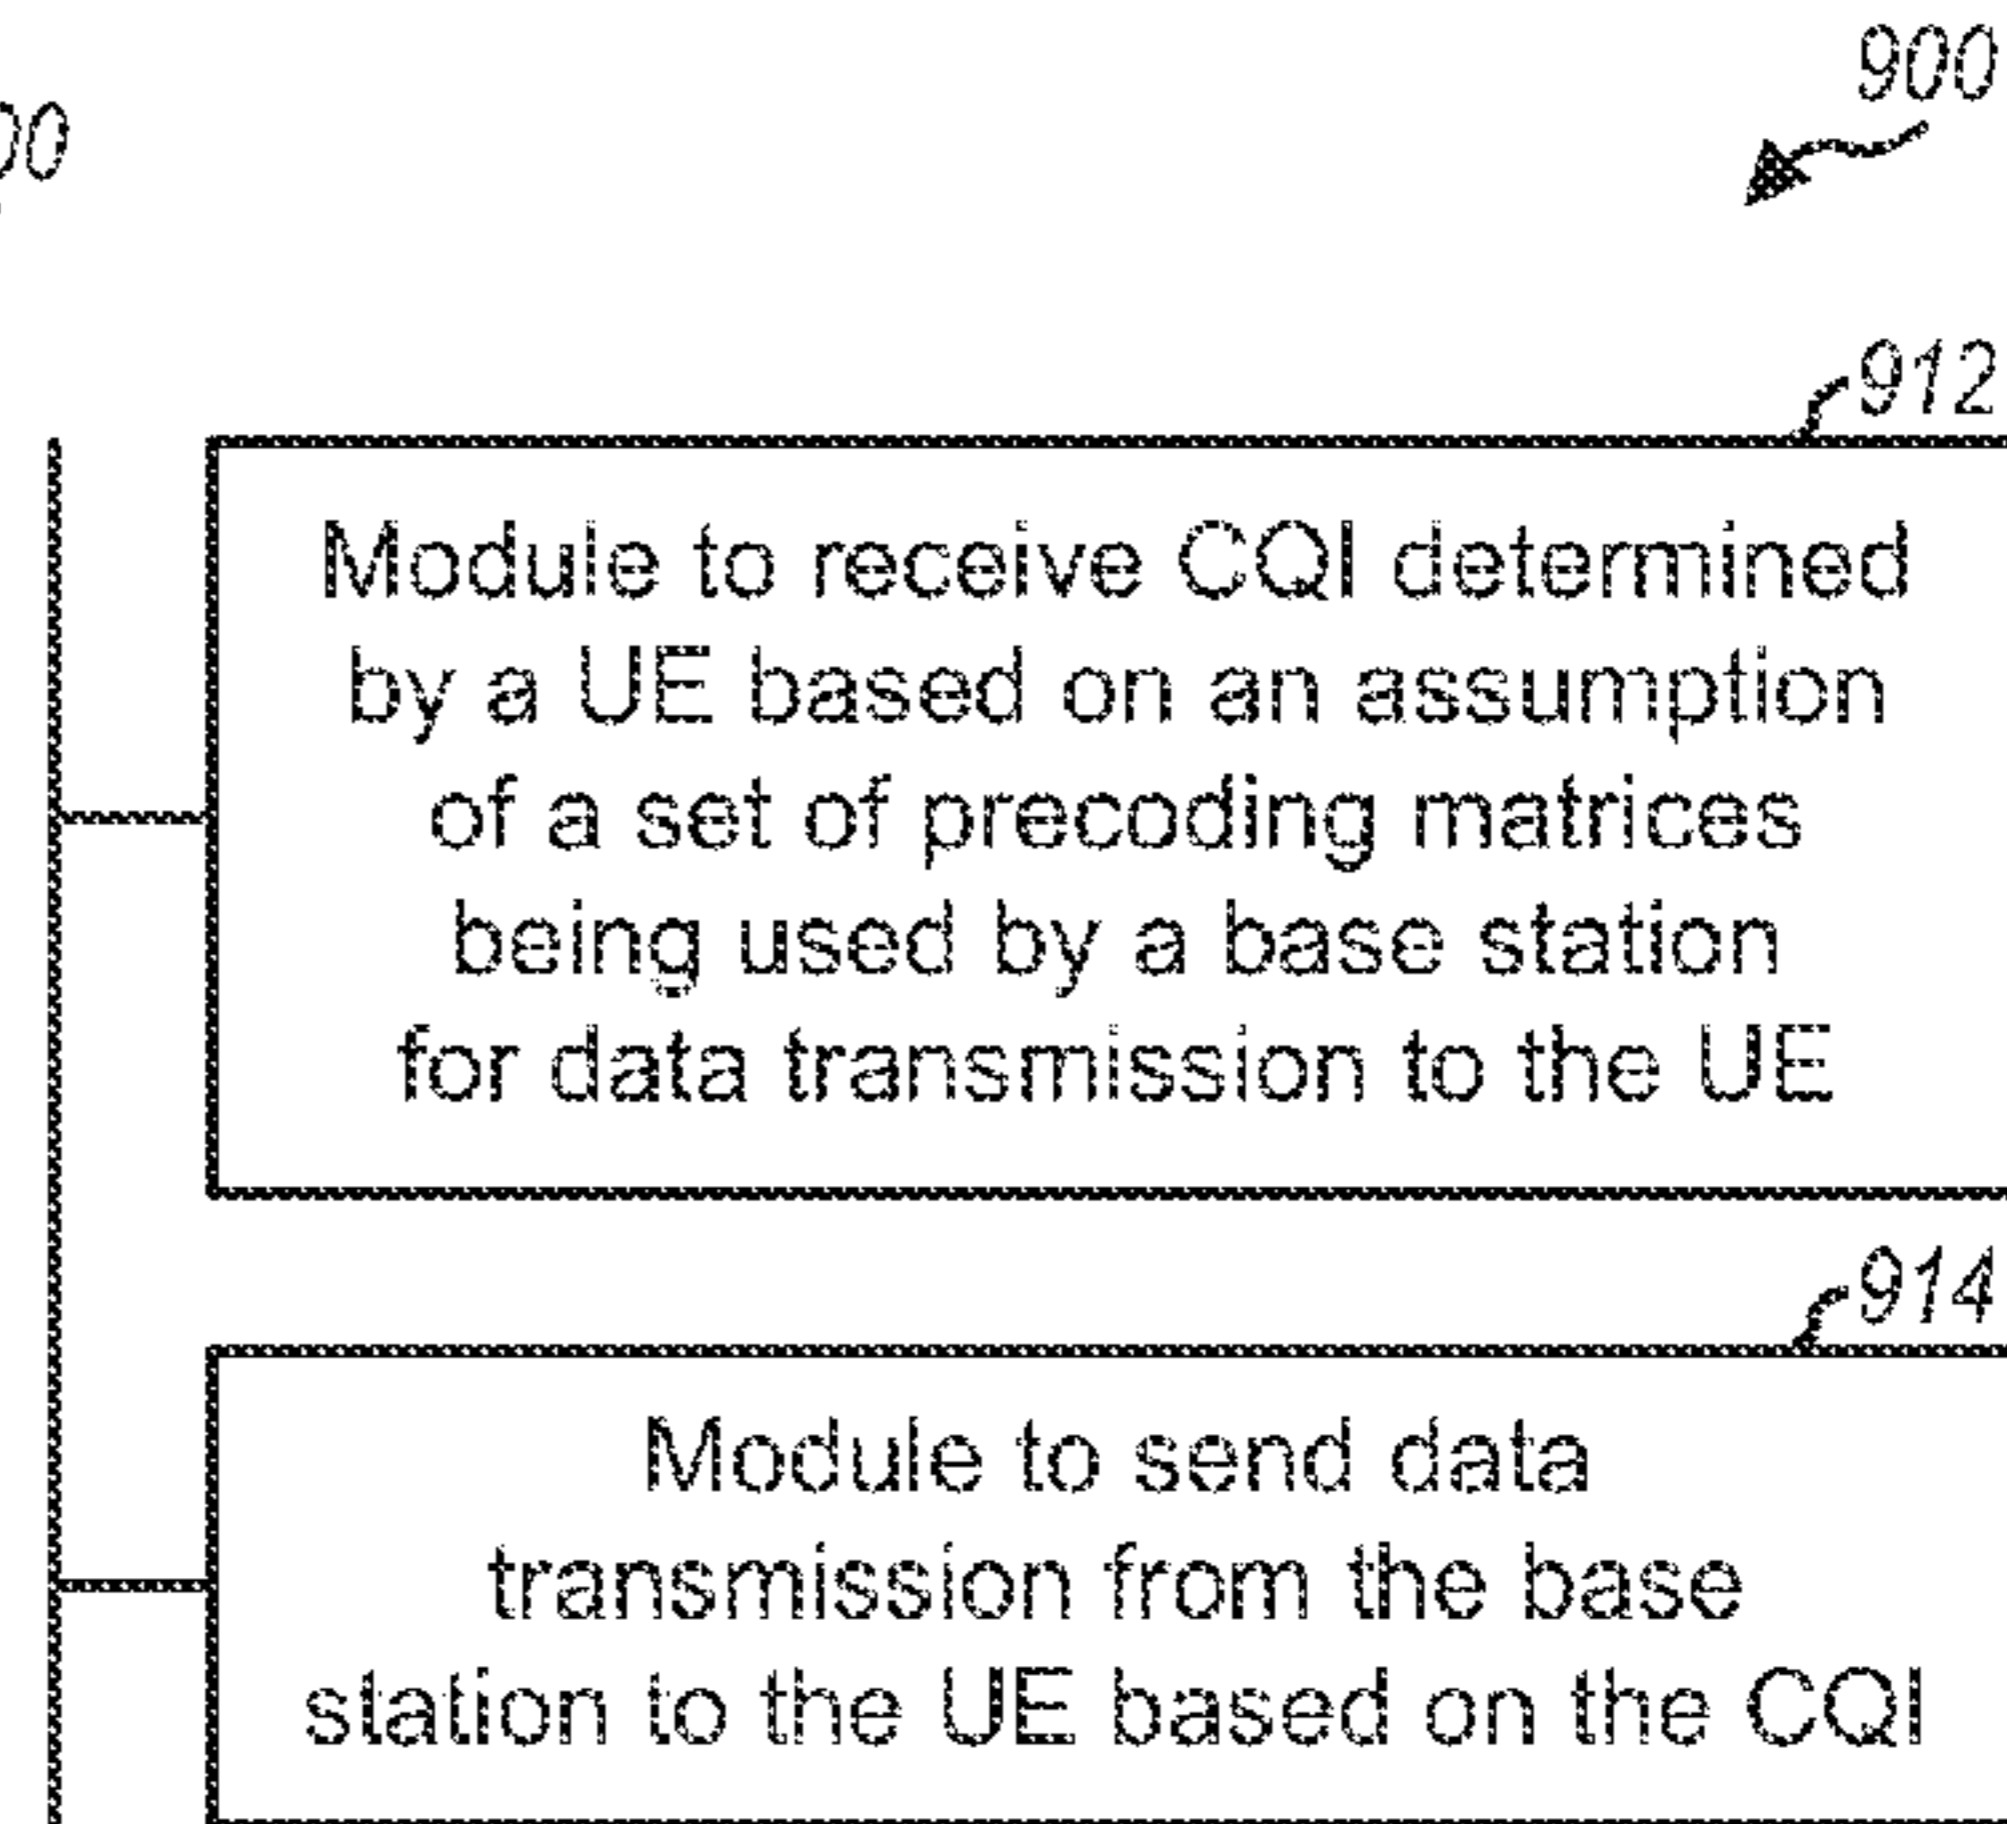 900
00
912
Module to receive CQI determined
by a UE based on an assumption
of a set of precoding matrices
being used by a base station
for data transmission to the UE
914
Module to send data
transmission from the base
station to the UE based on the CQI